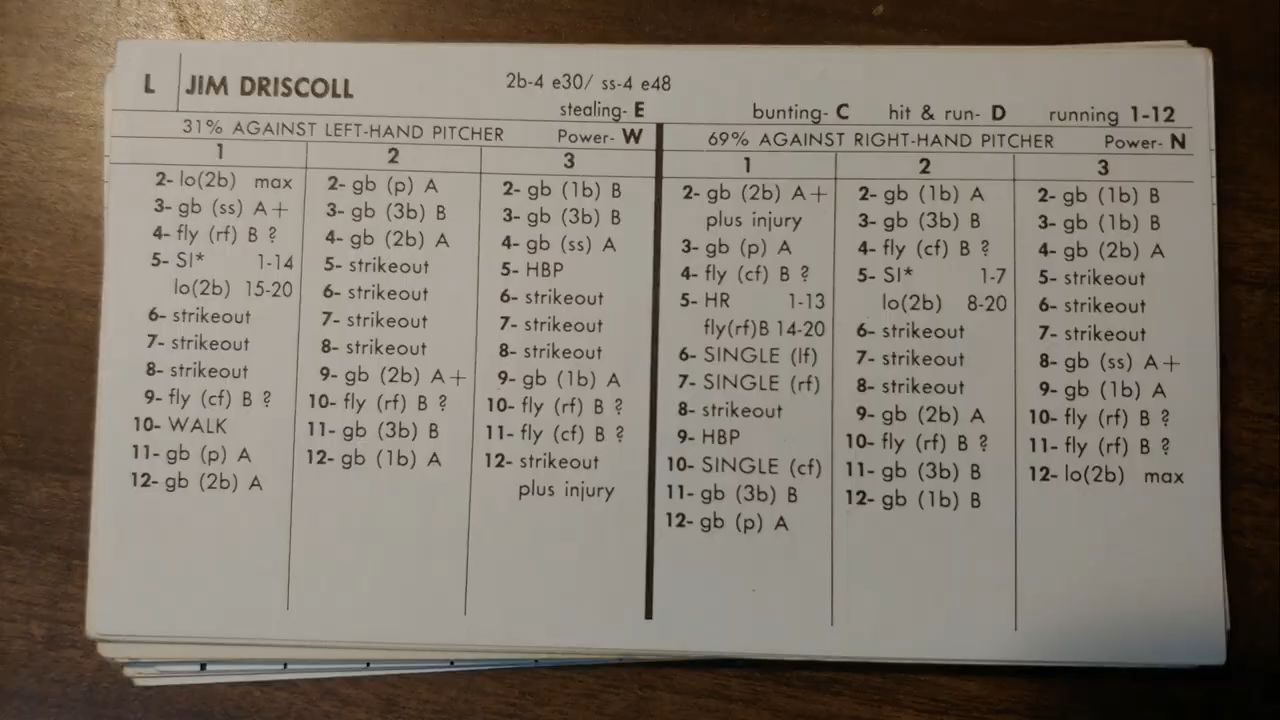 L JIM DRISCOLL 2b-4 e30/ ss-4 e48
stealing- E bunting- C hit & run- D running 1-12
31% AGAINST LEFT-HAND PITCHER Power- W
1
2- lo(2b) max
3- gb (ss) A+
4- fly (rf) B ?
5- SI* 1-14
lo(2b) 15-20
6- strikeout
7- strikeout
8- strikeout
9- fly (cf) B ?
10- WALK
11- gb (p) A
12- gb (2b) A
2
2- gb (p) A
3- gb (3b) B
4- gb (2b) A
5- strikeout
6- strikeout
7- strikeout
8- strikeout
9- gb (2b) A+
10- fly (rf) B ?
11- gb (3b) B
12- gb (1b) A
3
2- gb (1b) B
3- gb (3b) B
4- gb (ss) A
5- HBP
6- strikeout
7- strikeout
8- strikeout
9- gb (1b) A
10- fly (rf) B ?
11- fly (cf) B ?
12- strikeout
plus injury
69% AGAINST RIGHT-HAND PITCHER Power- N
1
2- gb (2b) A+
plus injury
3- gb (p) A
4- fly (cf) B ?
5- HR 1-13
fly(rf)B 14-20
6- SINGLE (lf)
7- SINGLE (rf)
8- strikeout
9- HBP
10- SINGLE (cf)
11- gb (3b) B
12- gb (p) A
2
2- gb (1b) A
3- gb (3b) B
4- fly (cf) B ?
5- SI* 1-7
lo(2b) 8-20
6- strikeout
7- strikeout
8- strikeout
9- gb (2b) A
10- fly (rf) B ?
11- gb (3b) B
12- gb (1b) B
3
2- gb (1b) B
3- gb (1b) B
4- gb (2b) A
5- strikeout
6- strikeout
7- strikeout
8- gb (ss) A+
9- gb (1b) A
10- fly (rf) B ?
11- fly (rf) B ?
12- lo(2b) max